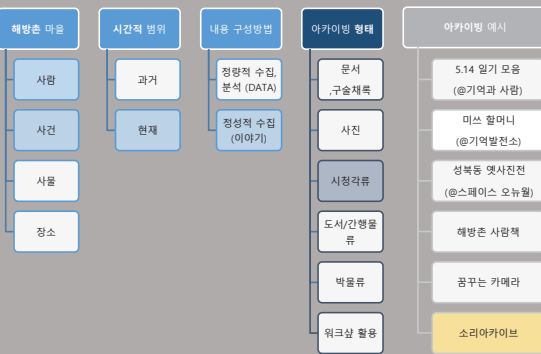 해방촌 마을
사람
사건
사물
장소
시간적 범위
과거
현재
내용 구성방법
정량적 수집,
분석 (DATA)
정성적 수집
(이야기)
아카이빙 형태
문서
,구술채록
사진
시청각류
도서/간행물
류
박물류
워크샾 활용
아카이빙 예시
5.14 일기 모음
(@기억과 사람)
미쓰 할머니
(@기억발전소)
성북동 옛사진전
(@스페이스 오뉴월)
해방촌 사람책
꿈꾸는 카메라
소리아카이브